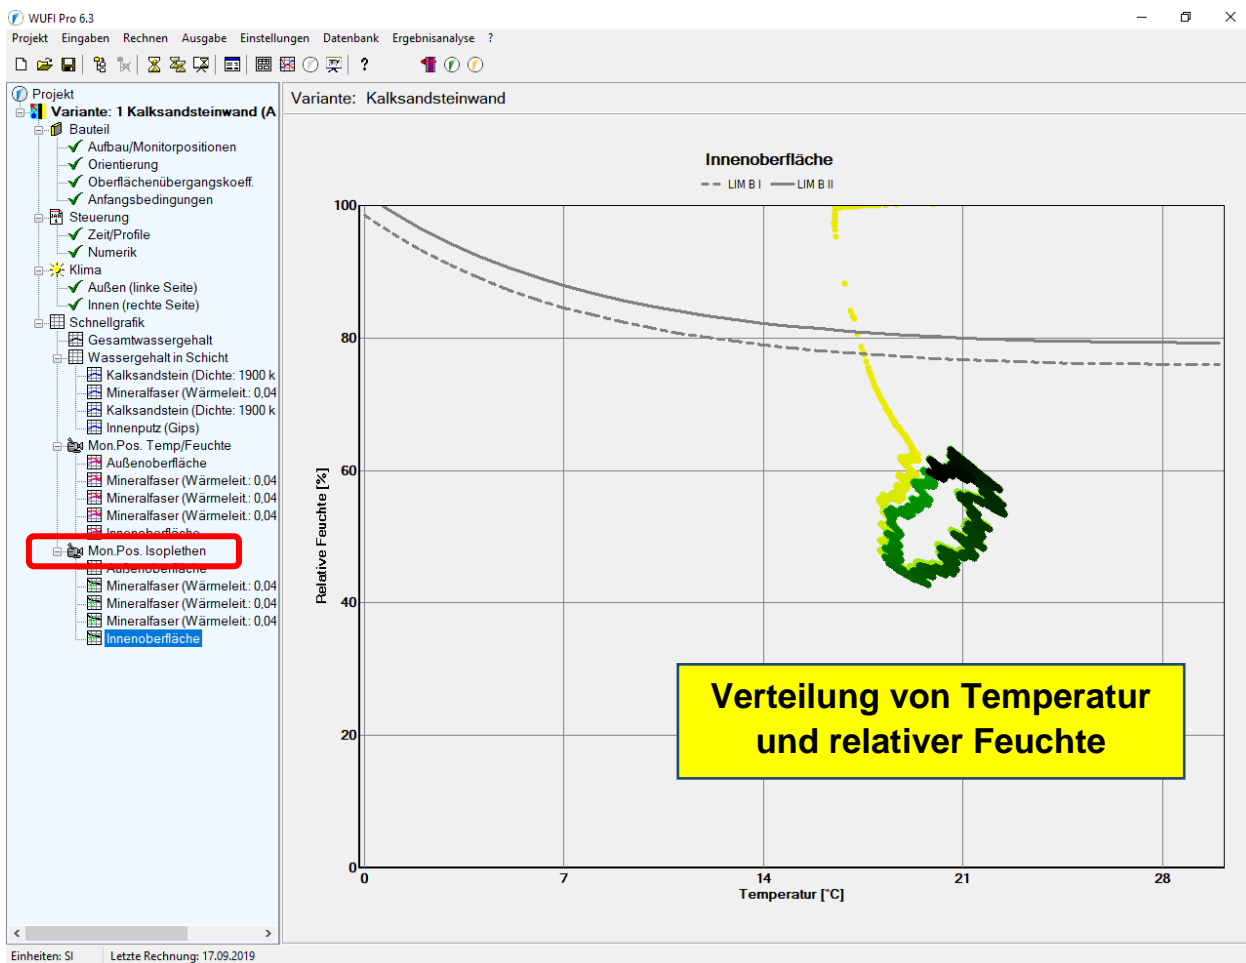 WUFI Pro 6.3
Projekt Eingaben Rechnen Ausgabe Einstellungen Datenbank Ergebnisanalyse ?
Projekt
Variante: 1 Kalksandsteinwand (A
Bauteil
Aufbau/Monitorpositionen
Orientierung
Oberflächenübergangskoeff.
Anfangsbedingungen
Steuerung
Zeit/Profile
Numerik
Klima
Außen (linke Seite)
Innen (rechte Seite)
Schnellgrafik
Gesamtwassergehalt
Wassergehalt in Schicht
Kalksandstein (Dichte: 1900 k
Mineralfaser (Wärmeleit.: 0,04
Kalksandstein (Dichte: 1900 k
Innenputz (Gips)
Mon.Pos. Temp/Feuchte
Außenoberfläche
Mineralfaser (Wärmeleit.: 0,04
Mineralfaser (Wärmeleit.: 0,04
Mineralfaser (Wärmeleit.: 0,04
Innenoberfläche
Mon.Pos. Isoplethen
Außenoberfläche
Mineralfaser (Wärmeleit.: 0,04
Mineralfaser (Wärmeleit.: 0,04
Mineralfaser (Wärmeleit.: 0,04
Innenoberfläche
Variante: Kalksandsteinwand
Innenoberfläche
LIM B I LIM B II
100
80
60
40
20
0
Relative Feuchte [%]
0 7 14 21 28
Temperatur [°C]
Verteilung von Temperatur
und relativer Feuchte
Einheiten: SI Letzte Rechnung: 17.09.2019